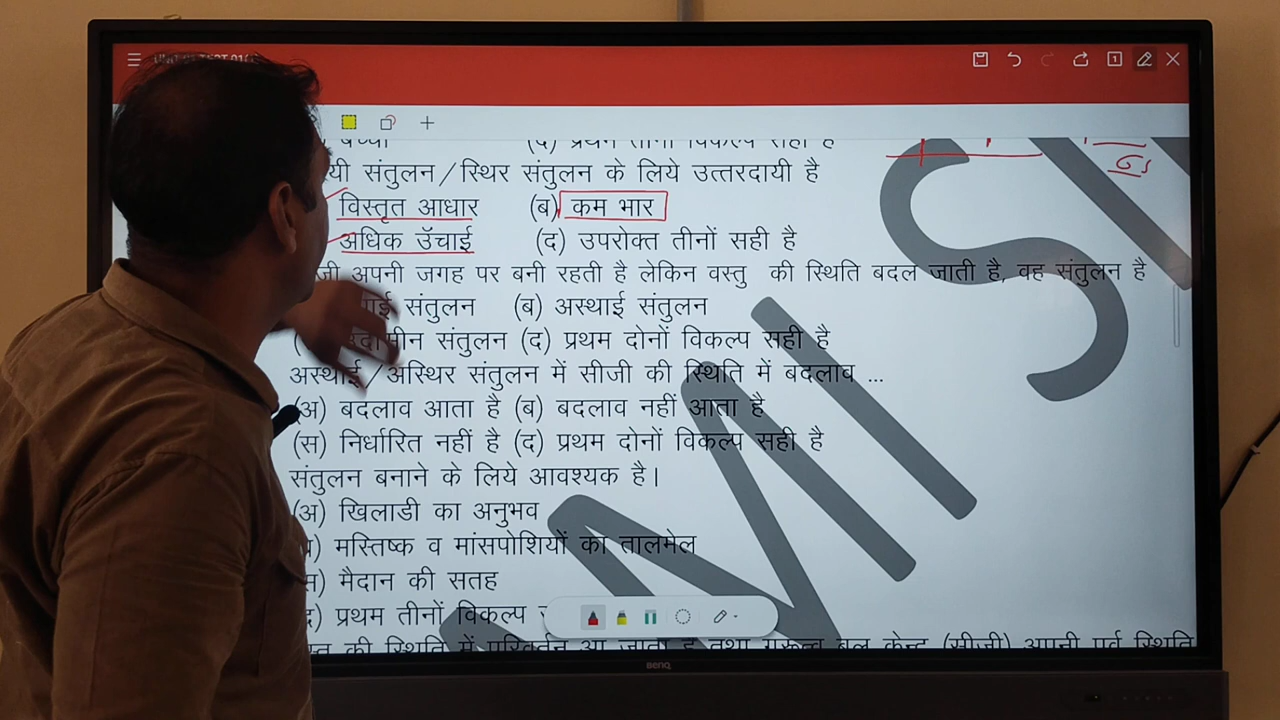 संतुलन/स्थिर संतुलन के लिये उत्तरदायी है
विस्तृत आधार (ब) कम भार
अधिक उॅचाई (द) उपरोक्त तीनों सही है
अपनी जगह पर बनी रहती है लेकिन वस्तु की स्थिति बदल जाती है, वह संतुलन है
संतुलन (ब) अस्थाई संतुलन
संतुलन (द) प्रथम दोनों विकल्प सही है
अस्थाई/अस्थिर संतुलन में सीजी की स्थिति में बदलाव ...
(अ) बदलाव आता है (ब) बदलाव नहीं आता है
(स) निर्धारित नहीं है (द) प्रथम दोनों विकल्प सही है
संतुलन बनाने के लिये आवश्यक है।
(अ) खिलाडी का अनुभव
मस्तिष्क व मांसपोशियों का तालमेल
मैदान की सतह
प्रथम तीनों विकल्प
BENQ